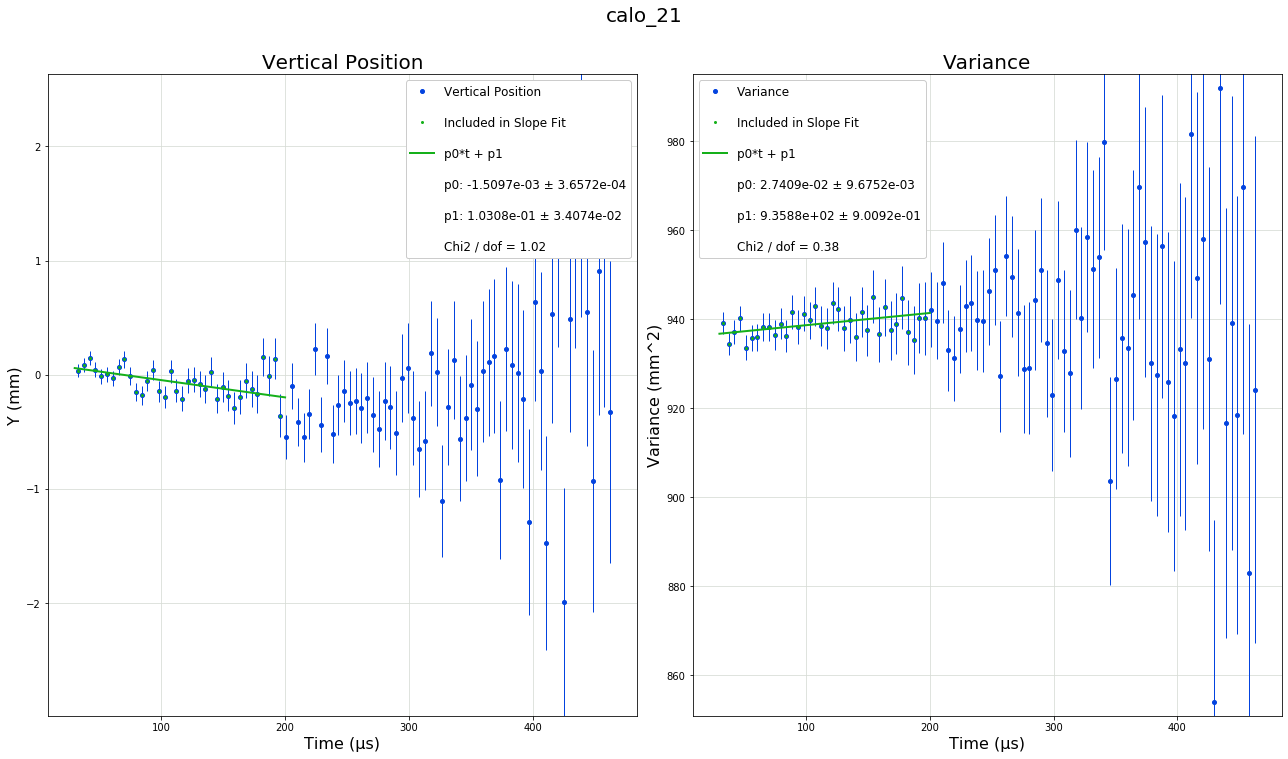 calo_21
Vertical Position
Vertical Position
Included in Slope Fit
p0*t + p1
p0: -1.5097e-03 ± 3.6572e-04
p1: 1.0308e-01 ± 3.4074e-02
Chi2 / dof = 1.02
2
1
0
−1
−2
Y (mm)
100
200
300
400
Time (μs)
Variance
Variance
Included in Slope Fit
p0*t + p1
p0: 2.7409e-02 ± 9.6752e-03
p1: 9.3588e+02 ± 9.0092e-01
Chi2 / dof = 0.38
980
960
940
920
900
880
860
Variance (mm^2)
100
200
300
400
Time (μs)